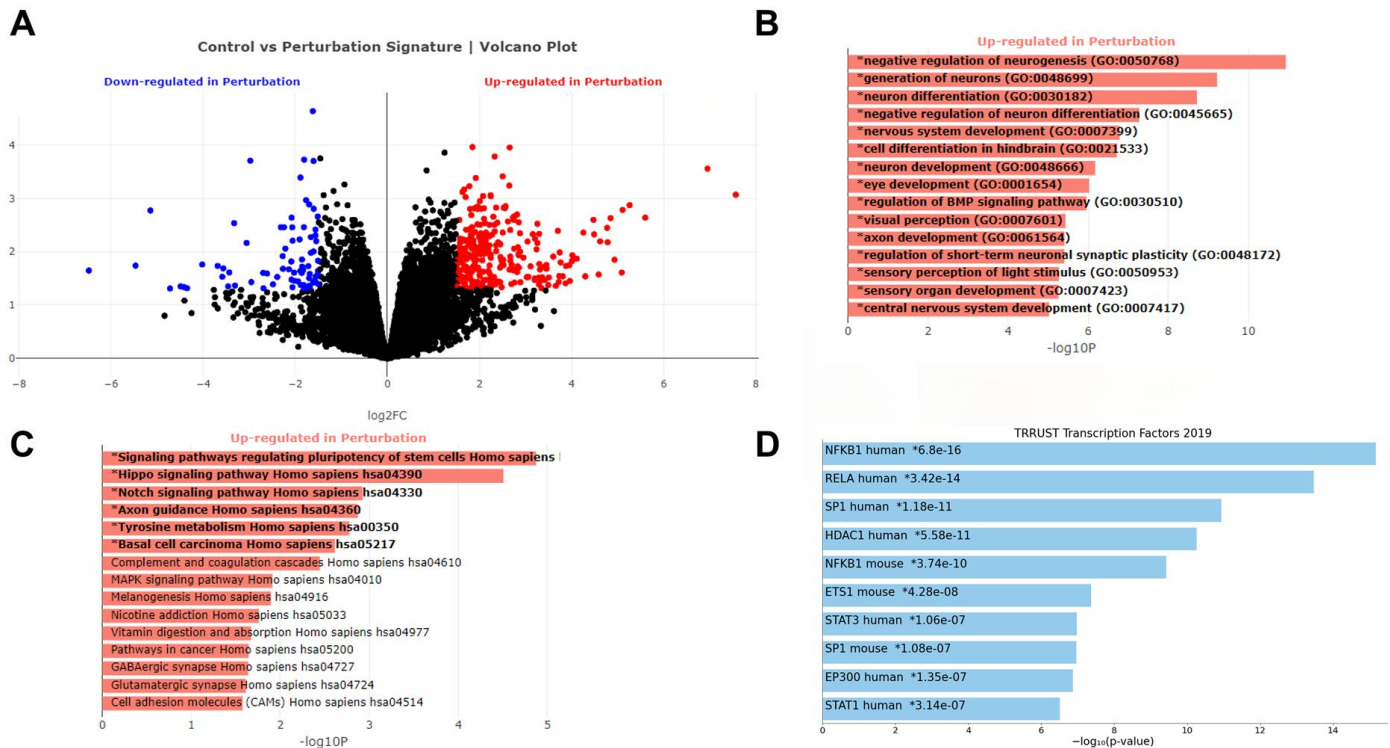 A
Control vs Perturbation Signature | Volcano Plot
Down-regulated in Perturbation
Up-regulated in Perturbation
4
3
2
1
0
−8
−6
−4
−2
0
2
4
6
8
log2FC
B
Up-regulated in Perturbation
*negative regulation of neurogenesis (GO:0050768)
*generation of neurons (GO:0048699)
*neuron differentiation (GO:0030182)
*negative regulation of neuron differentiation (GO:0045665)
*nervous system development (GO:0007399)
*cell differentiation in hindbrain (GO:0021533)
*neuron development (GO:0048666)
*eye development (GO:0001654)
*regulation of BMP signaling pathway (GO:0030510)
*visual perception (GO:0007601)
*axon development (GO:0061564)
*regulation of short-term neuronal synaptic plasticity (GO:0048172)
*sensory perception of light stimulus (GO:0050953)
*sensory organ development (GO:0007423)
*central nervous system development (GO:0007417)
0
2
4
6
8
10
-log10P
C
Up-regulated in Perturbation
*Signaling pathways regulating pluripotency of stem cells Homo sapiens
*Hippo signaling pathway Homo sapiens hsa04390
*Notch signaling pathway Homo sapiens hsa04330
*Axon guidance Homo sapiens hsa04360
*Tyrosine metabolism Homo sapiens hsa00350
*Basal cell carcinoma Homo sapiens hsa05217
Complement and coagulation cascades Homo sapiens hsa04610
MAPK signaling pathway Homo sapiens hsa04010
Melanogenesis Homo sapiens hsa04916
Nicotine addiction Homo sapiens hsa05033
Vitamin digestion and absorption Homo sapiens hsa04977
Pathways in cancer Homo sapiens hsa05200
GABAergic synapse Homo sapiens hsa04727
Glutamatergic synapse Homo sapiens hsa04724
Cell adhesion molecules (CAMs) Homo sapiens hsa04514
0
1
2
3
4
5
-log10P
D
TRRUST Transcription Factors 2019
NFKB1 human *6.8e-16
RELA human *3.42e-14
SP1 human *1.18e-11
HDAC1 human *5.58e-11
NFKB1 mouse *3.74e-10
ETS1 mouse *4.28e-08
STAT3 human *1.06e-07
SP1 mouse *1.08e-07
EP300 human *1.35e-07
STAT1 human *3.14e-07
0
2
4
6
8
10
12
14
−log₁₀(p-value)